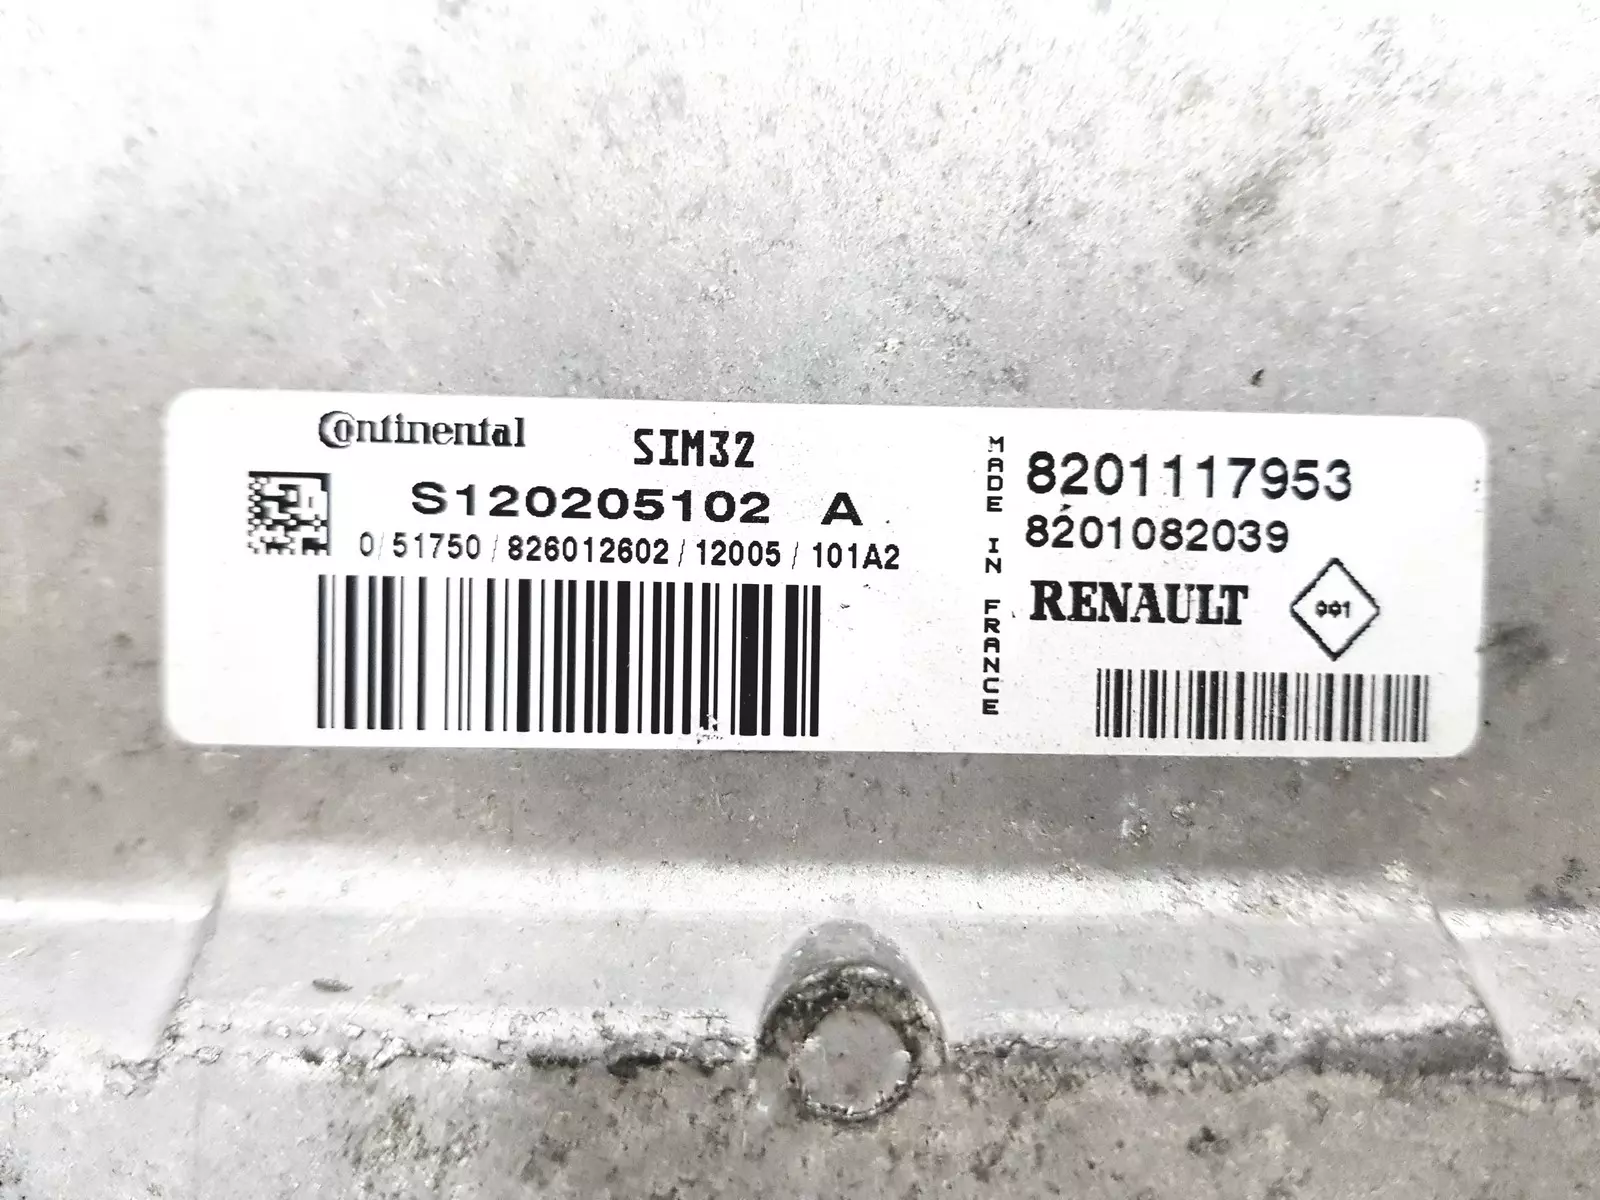 Continental
SIM32
S120205102 A
0/51750/826012602/12005/101A2
MADE IN FRANCE
8201117953
8201082039
RENAULT
001